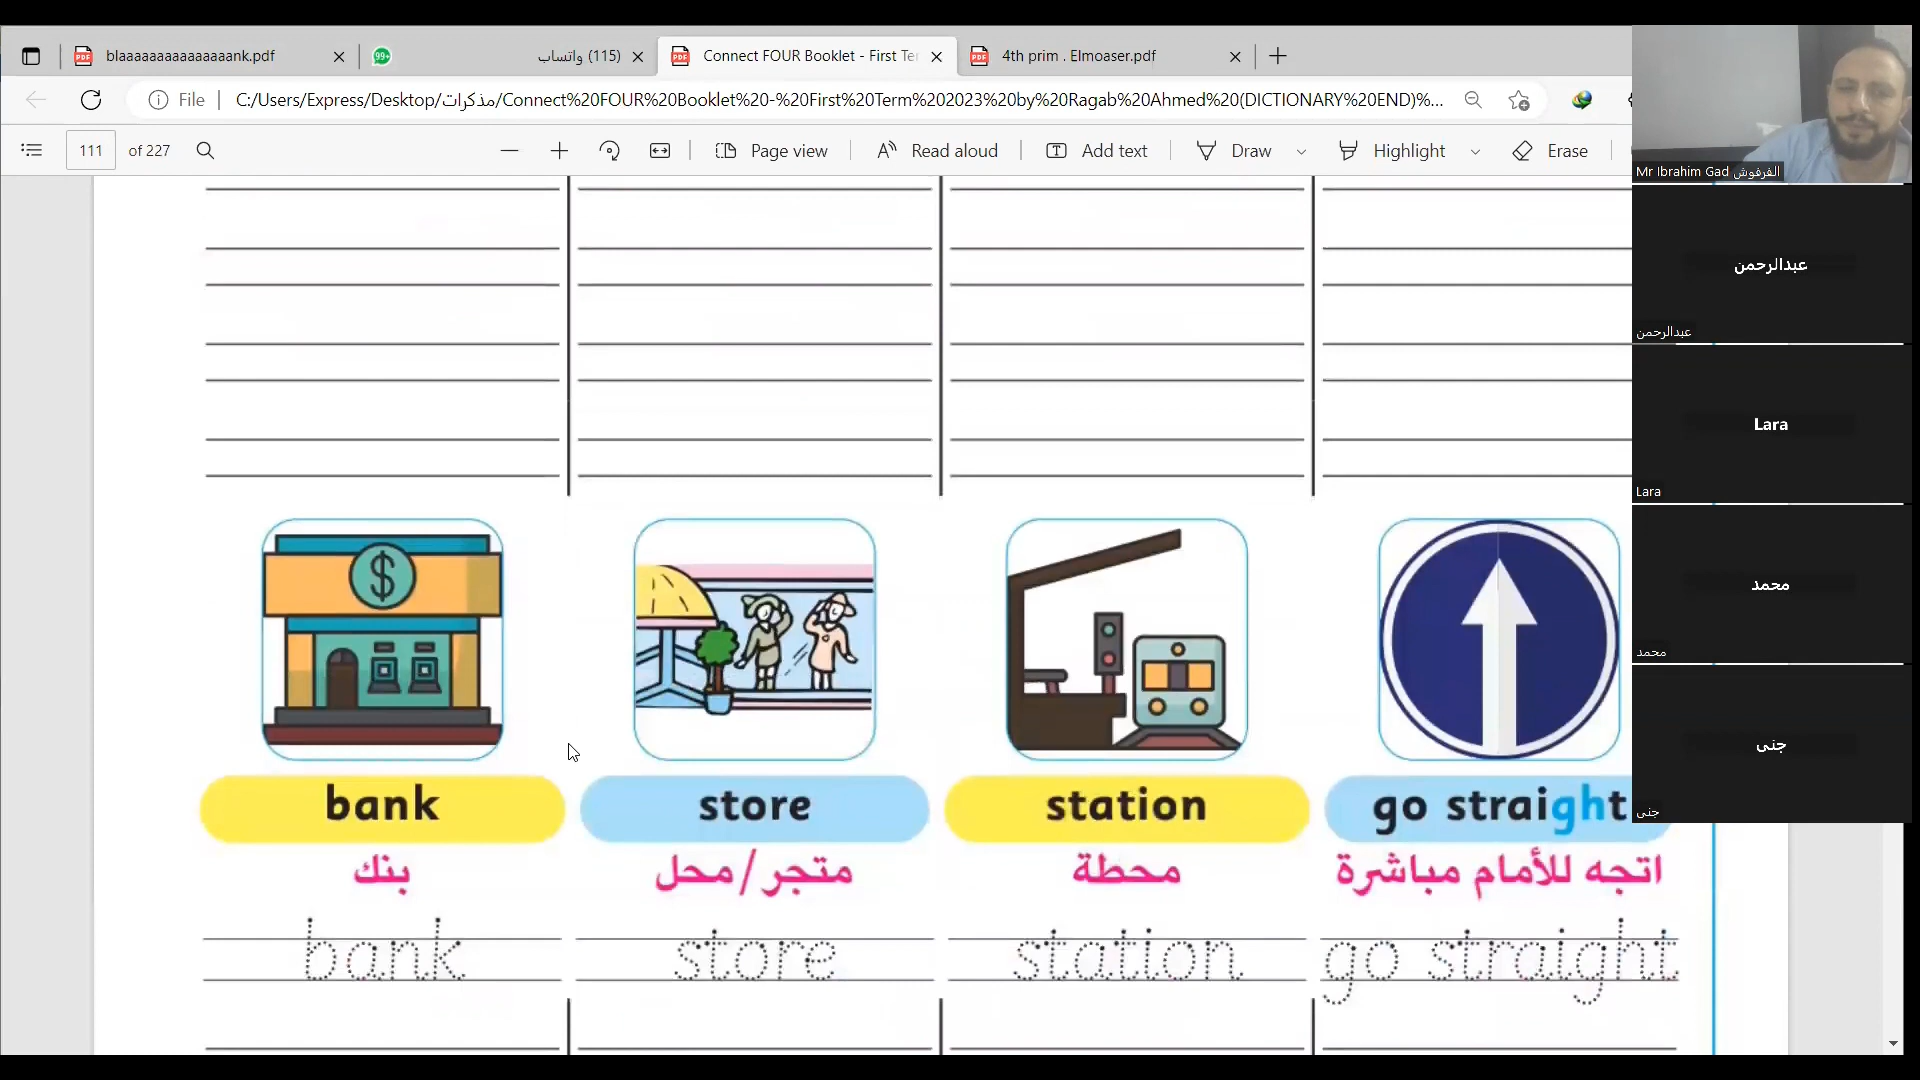 blaaaaaaaaaaaaaaaank.pdf
99+
(115) واتساب
Connect FOUR Booklet - First Te
4th prim . Elmoaser.pdf
File
C:/Users/Express/Desktop/مذكرات/Connect%20FOUR%20Booklet%20-%20First%20Term%202023%20by%20Ragab%20Ahmed%20(DICTIONARY%20END)%...
111 of 227
Page view
Read aloud
Add text
Draw
Highlight
Erase
Mr Ibrahim Gad الفرفوش
عبدالرحمن
عبدالرحمن
Lara
Lara
محمد
محمد
جنى
جنى
$
bank store station go straight
بنك
متجر/محل
محطة
اتجه للأمام مباشرة
bank store station go straight